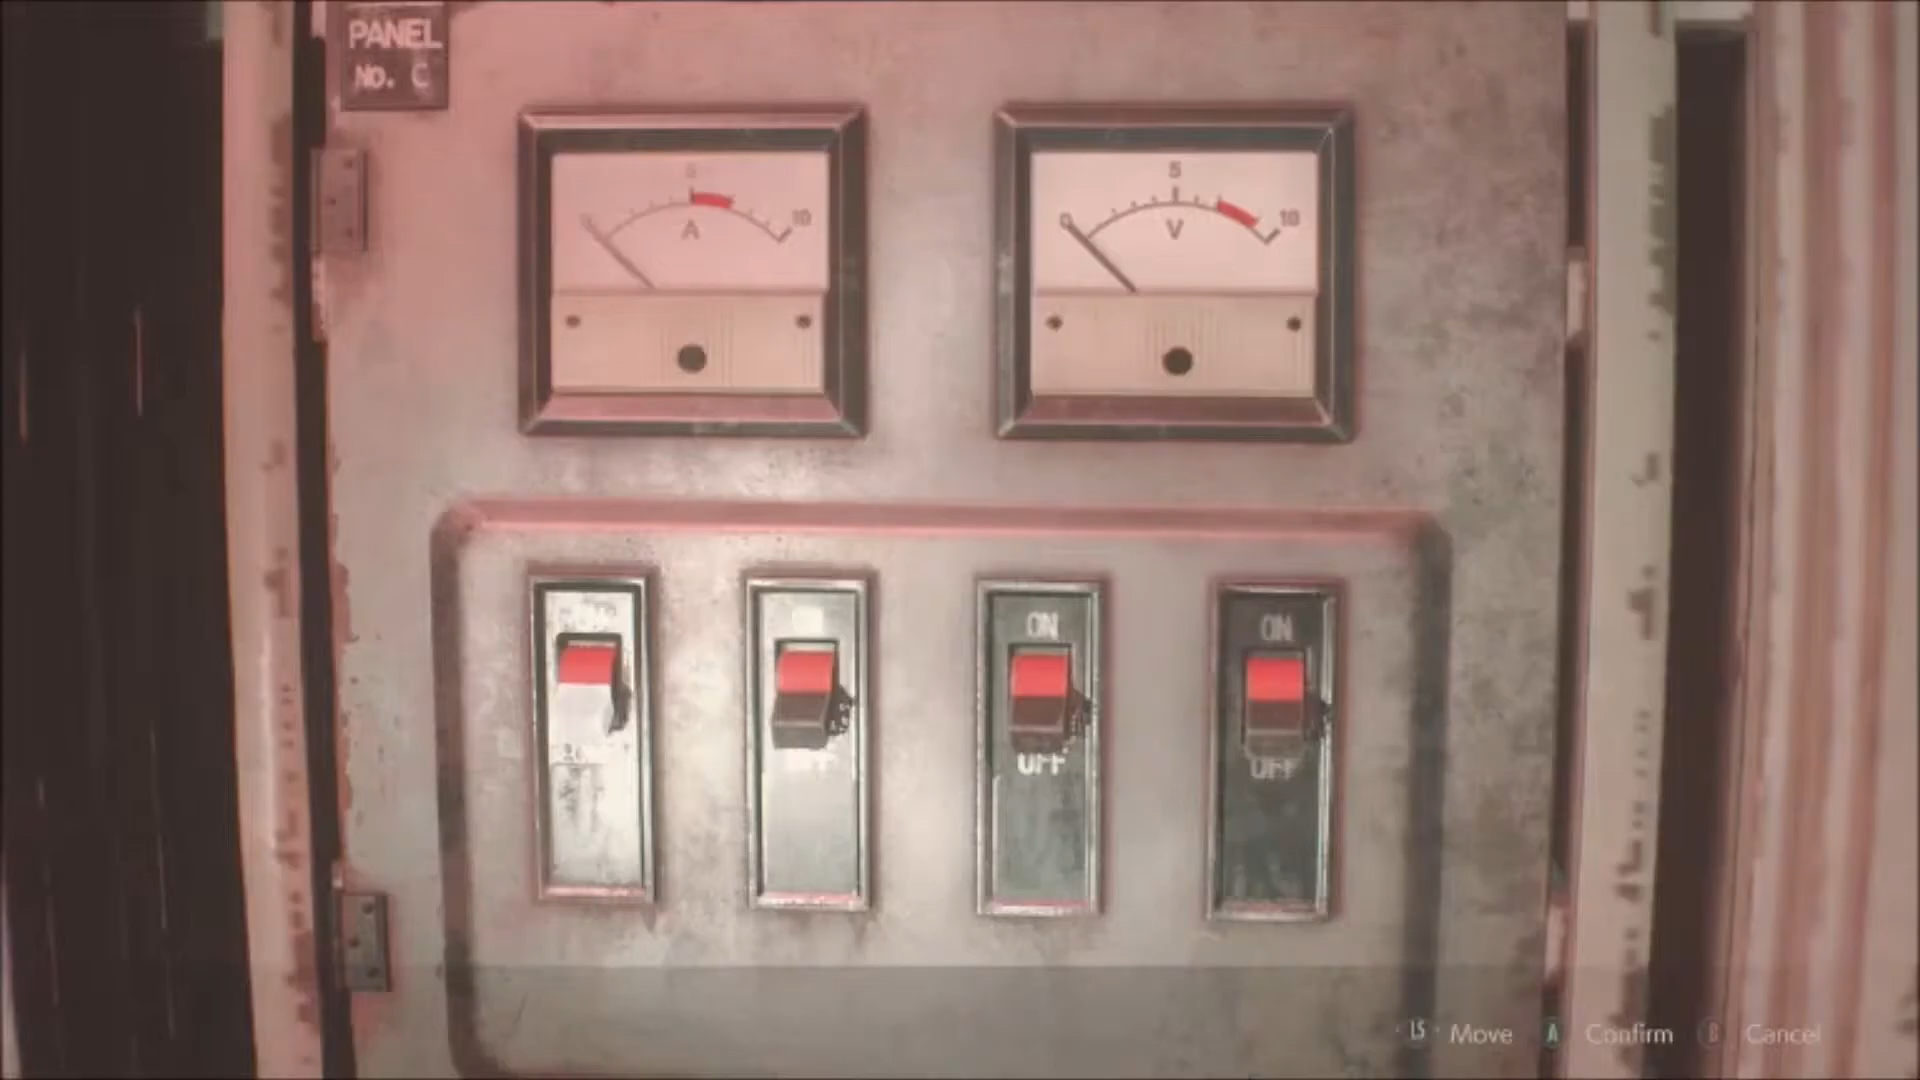 PANEL
No. C
5
0
10
A
5
0
10
V
ON
ON
OFF
OFF
LS Move A Confirm B Cancel